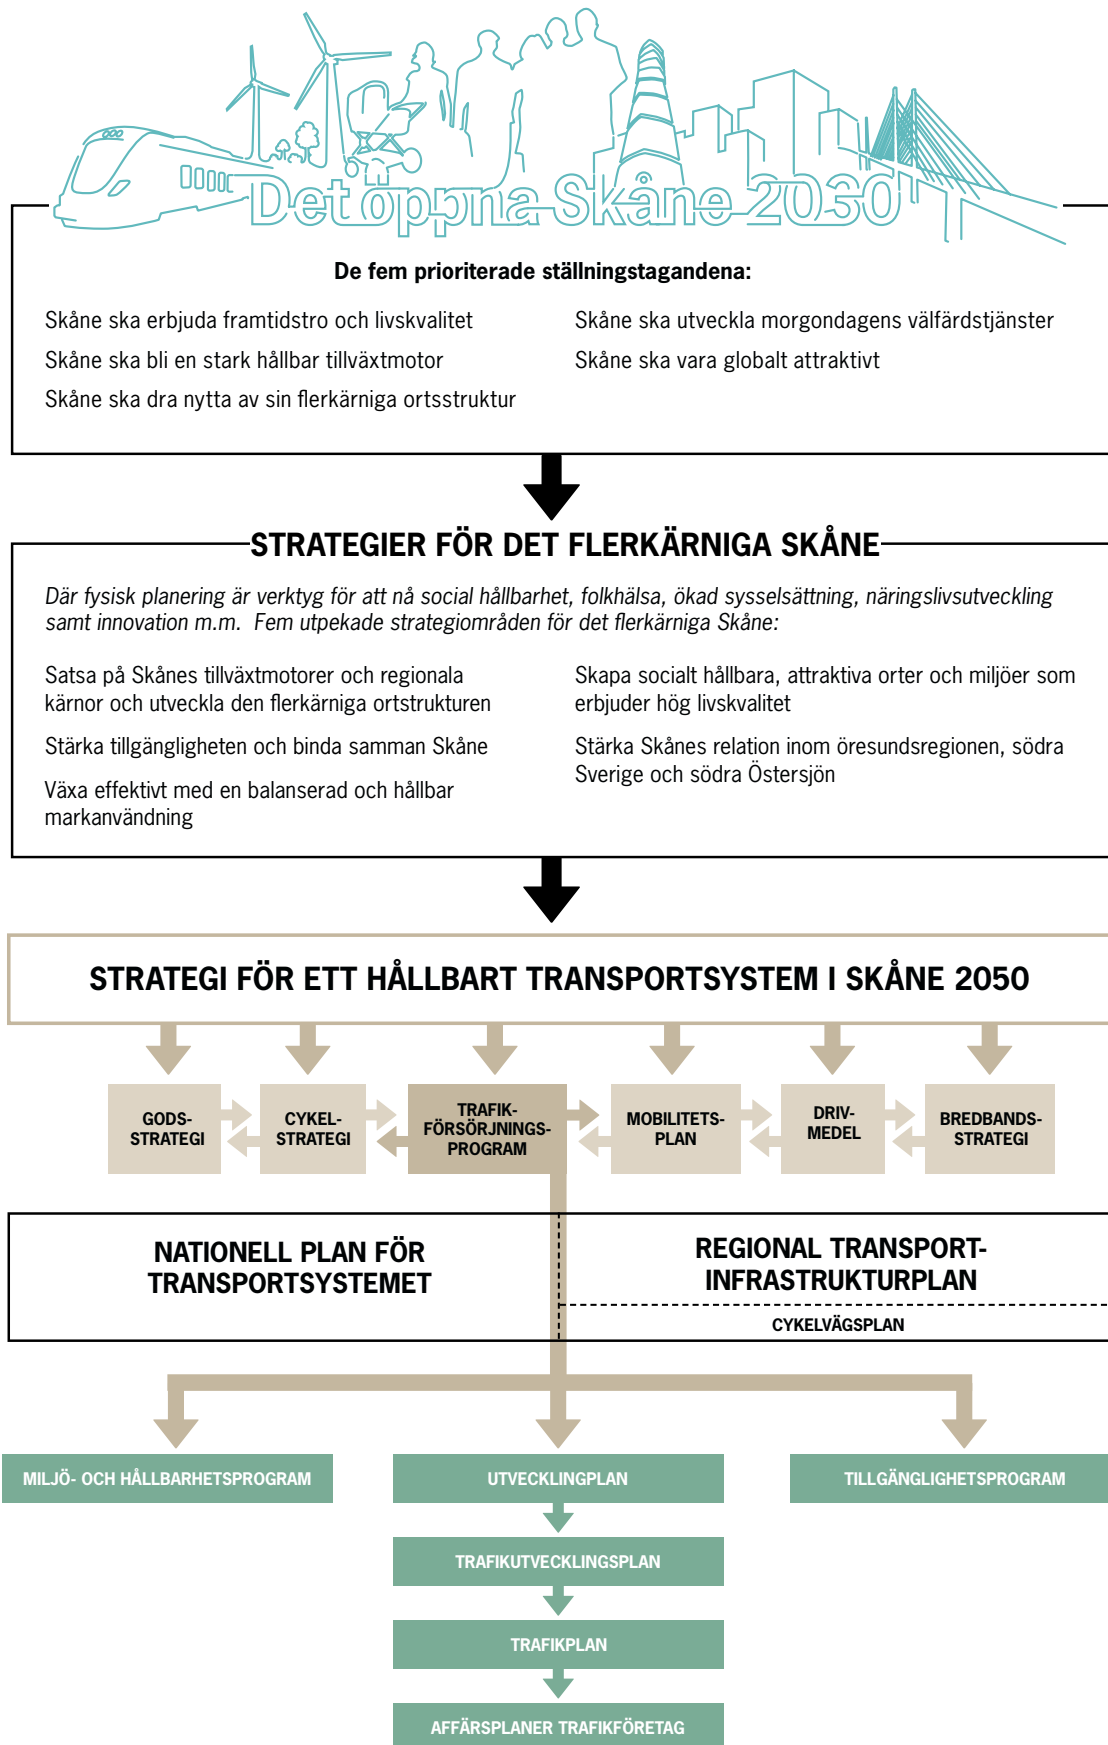 Det öppna Skåne 2030
De fem prioriterade ställningstagandena:
Skåne ska erbjuda framtidstro och livskvalitet
Skåne ska bli en stark hållbar tillväxtmotor
Skåne ska dra nytta av sin flerkärniga ortsstruktur
Skåne ska utveckla morgondagens välfärdstjänster
Skåne ska vara globalt attraktivt
STRATEGIER FÖR DET FLERKÄRNIGA SKÅNE
Där fysisk planering är verktyg för att nå social hållbarhet, folkhälsa, ökad sysselsättning, näringslivsutveckling
samt innovation m.m. Fem utpekade strategiområden för det flerkärniga Skåne:
Satsa på Skånes tillväxtmotorer och regionala
kärnor och utveckla den flerkärniga ortstrukturen
Stärka tillgängligheten och binda samman Skåne
Växa effektivt med en balanserad och hållbar
markanvändning
Skapa socialt hållbara, attraktiva orter och miljöer som
erbjuder hög livskvalitet
Stärka Skånes relation inom öresundsregionen, södra
Sverige och södra Östersjön
STRATEGI FÖR ETT HÅLLBART TRANSPORTSYSTEM I SKÅNE 2050
GODS-
STRATEGI
CYKEL-
STRATEGI
TRAFIK-
FÖRSÖRJNINGS-
PROGRAM
MOBILITETS-
PLAN
DRIV-
MEDEL
BREDBANDS-
STRATEGI
NATIONELL PLAN FÖR
TRANSPORTSYSTEMET
REGIONAL TRANSPORT-
INFRASTRUKTURPLAN
CYKELVÄGSPLAN
MILJÖ- OCH HÅLLBARHETSPROGRAM
UTVECKLINGPLAN
TILLGÄNGLIGHETSPROGRAM
TRAFIKUTVECKLINGSPLAN
TRAFIKPLAN
AFFÄRSPLANER TRAFIKFÖRETAG